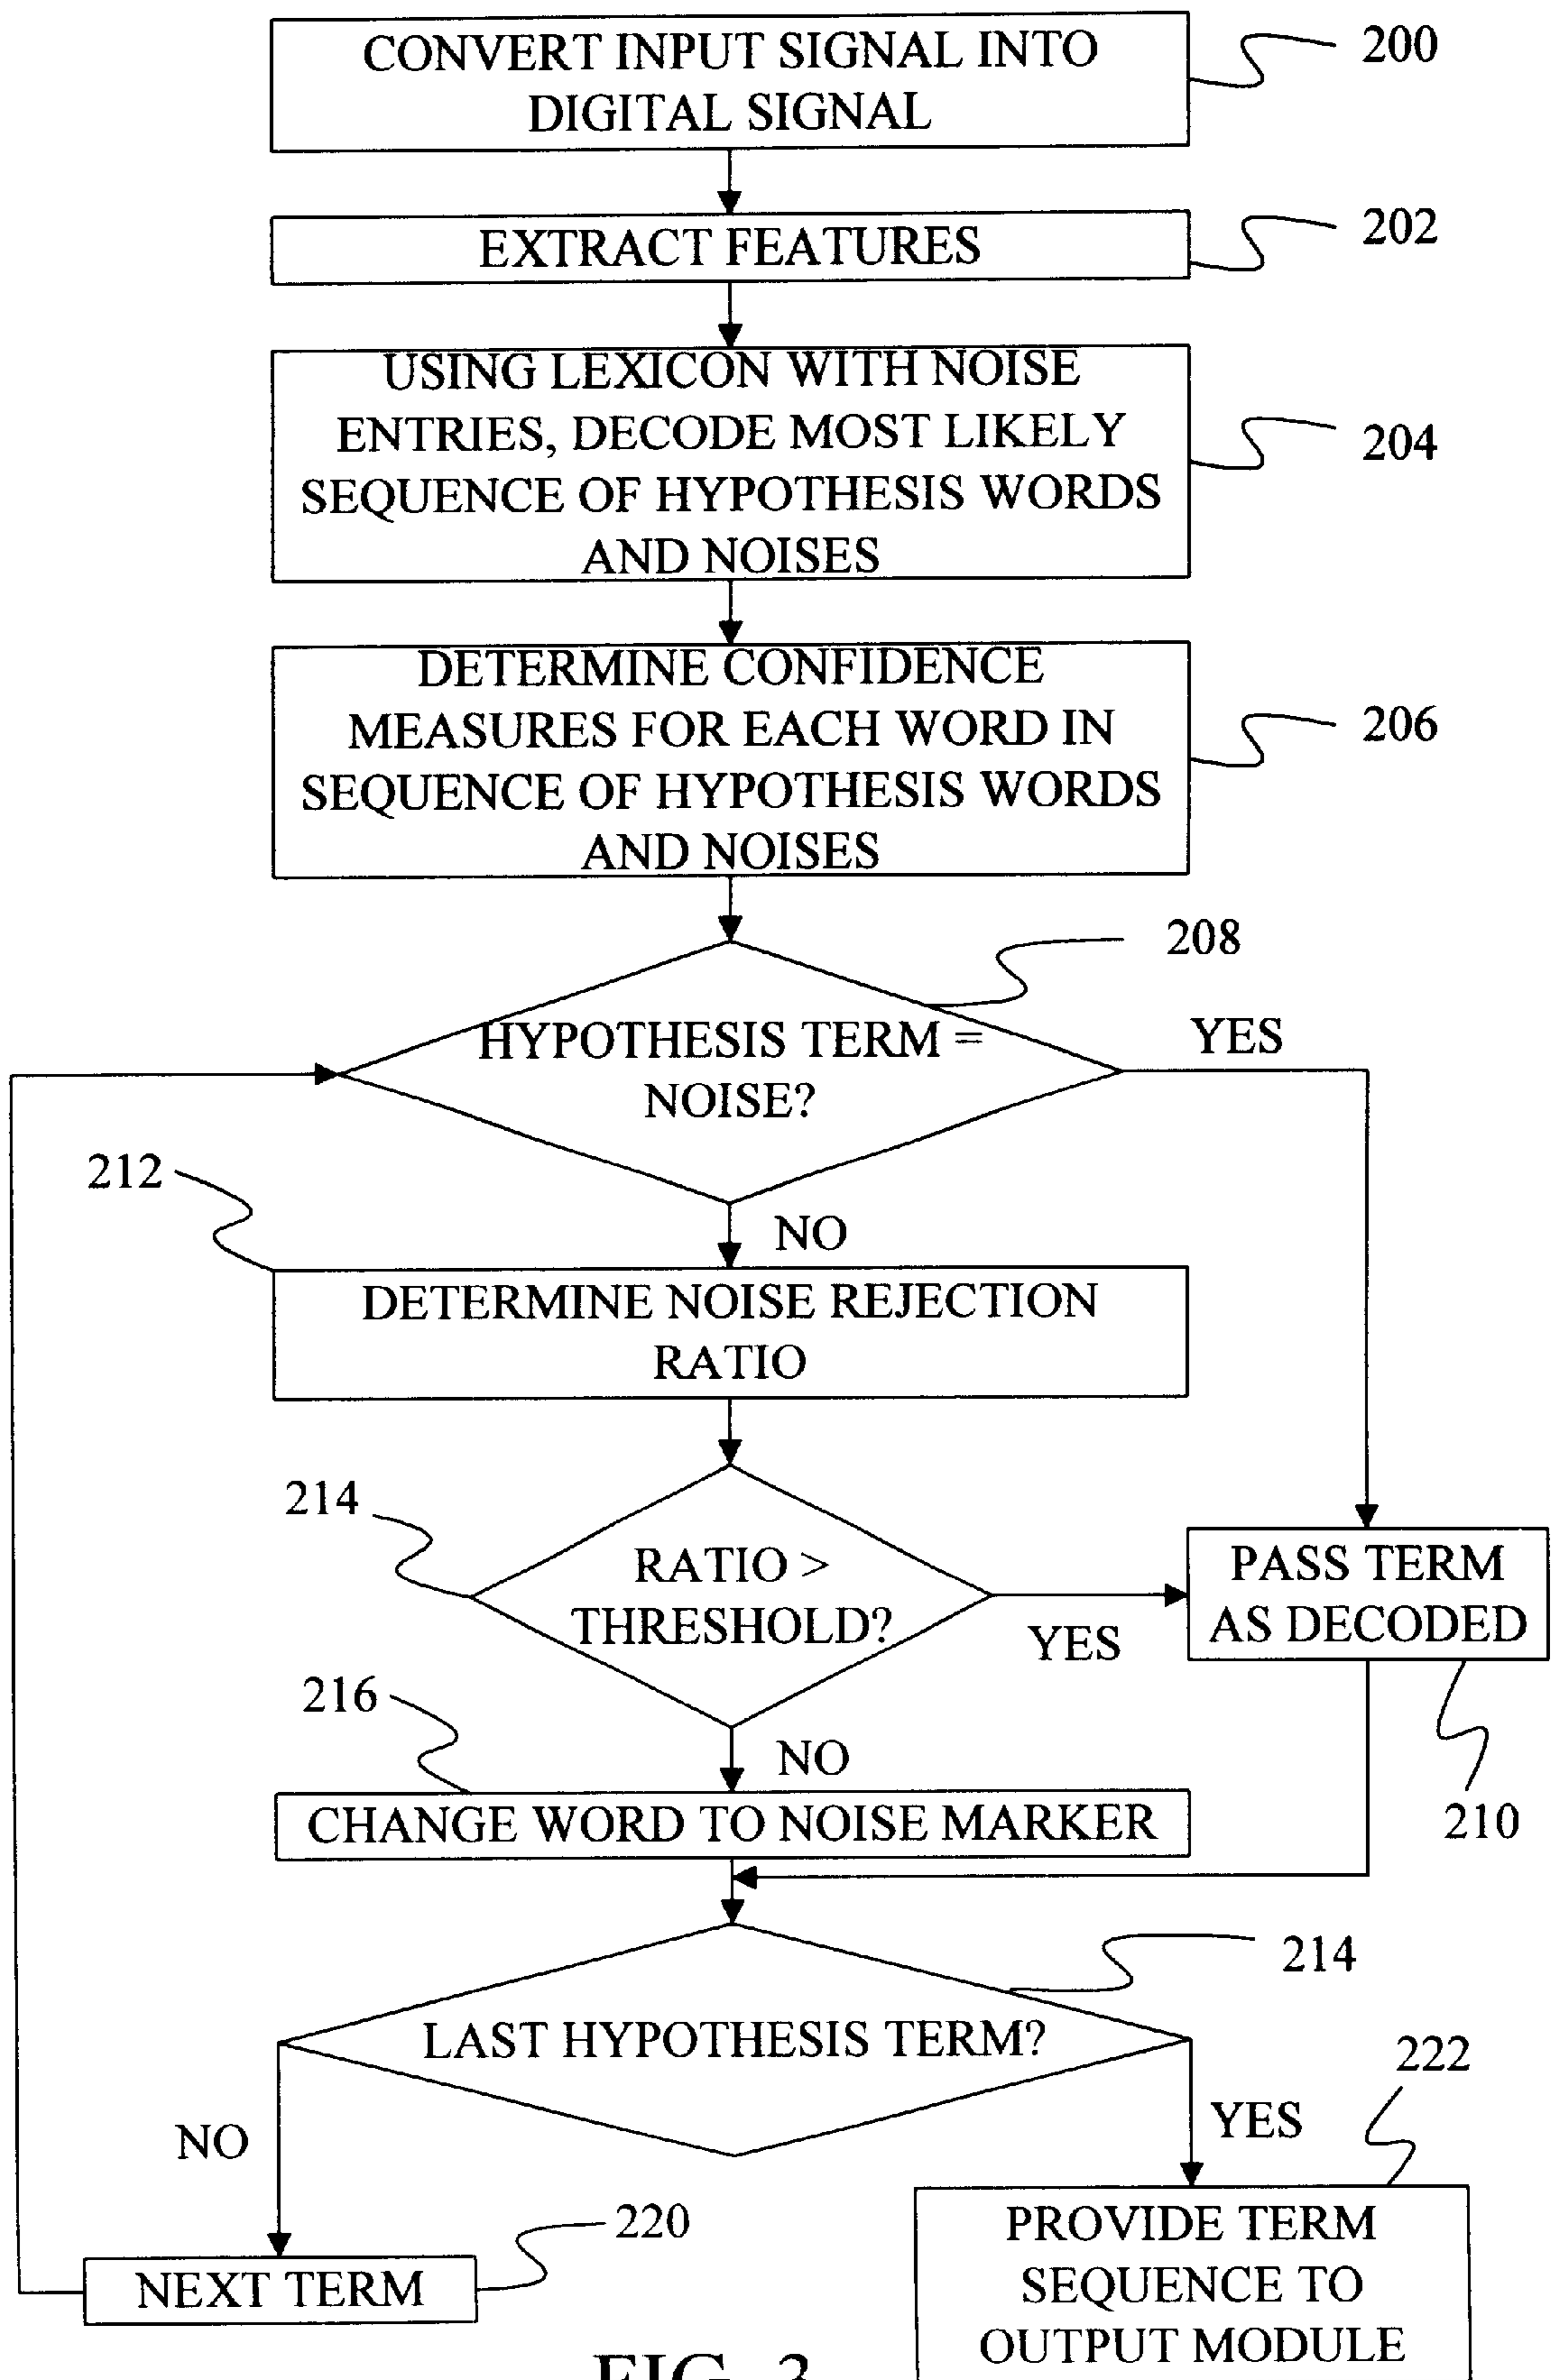 CONVERT INPUT SIGNAL INTO
DIGITAL SIGNAL
200
EXTRACT FEATURES
202
USING LEXICON WITH NOISE
ENTRIES, DECODE MOST LIKELY
SEQUENCE OF HYPOTHESIS WORDS
AND NOISES
204
DETERMINE CONFIDENCE
MEASURES FOR EACH WORD IN
SEQUENCE OF HYPOTHESIS WORDS
AND NOISES
206
208
HYPOTHESIS TERM =
NOISE?
YES
212
NO
DETERMINE NOISE REJECTION
RATIO
214
RATIO >
THRESHOLD?
YES
PASS TERM
AS DECODED
216
NO
210
CHANGE WORD TO NOISE MARKER
214
LAST HYPOTHESIS TERM?
222
NO
YES
220
NEXT TERM
PROVIDE TERM
SEQUENCE TO
OUTPUT MODULE
FIG. 3